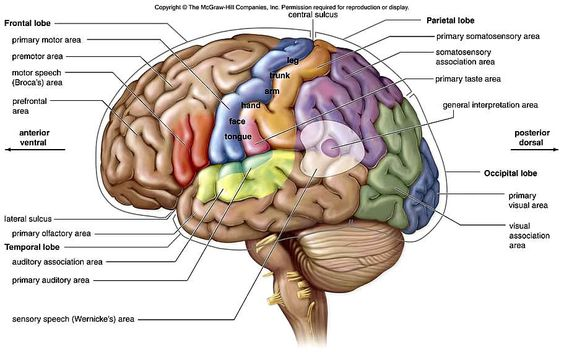 Copyright © The McGraw-Hill Companies, Inc. Permission required for reproduction or display.
Frontal lobe
primary motor area
premotor area
motor speech
(Broca's) area
prefrontal
area
anterior
ventral
lateral sulcus
primary olfactory area
Temporal lobe
auditory association area
primary auditory area
sensory speech (Wernicke's) area
central sulcus
leg
trunk
arm
hand
face
tongue
Parietal lobe
primary somatosensory area
somatosensory
association area
primary taste area
general interpretation area
posterior
dorsal
Occipital lobe
primary
visual area
visual
association
area